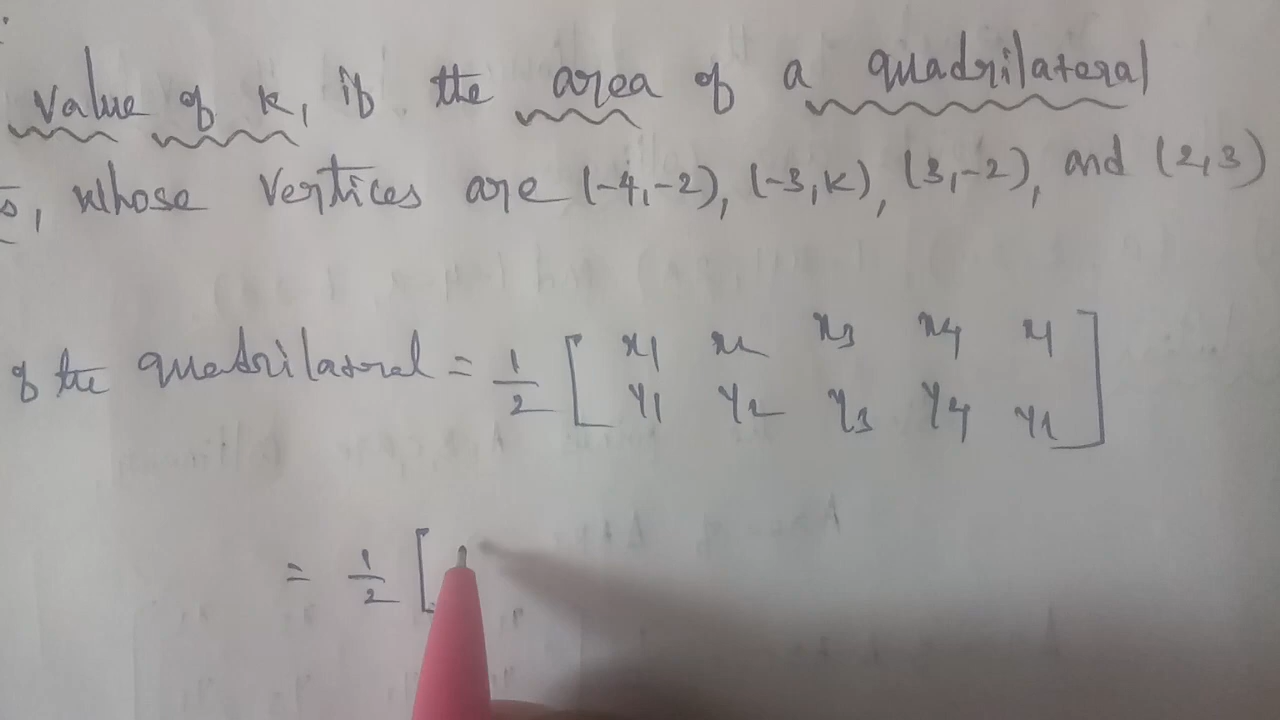 value of k, if the area of a quadrilateral
, whose vertices are (-4,-2), (-3,k), (3,-2), and (2,3)
of the quadrilateral = 1/2 [ x1 x2 x3 x4 x1
y1 y2 y3 y4 y1 ]
= 1/2 [